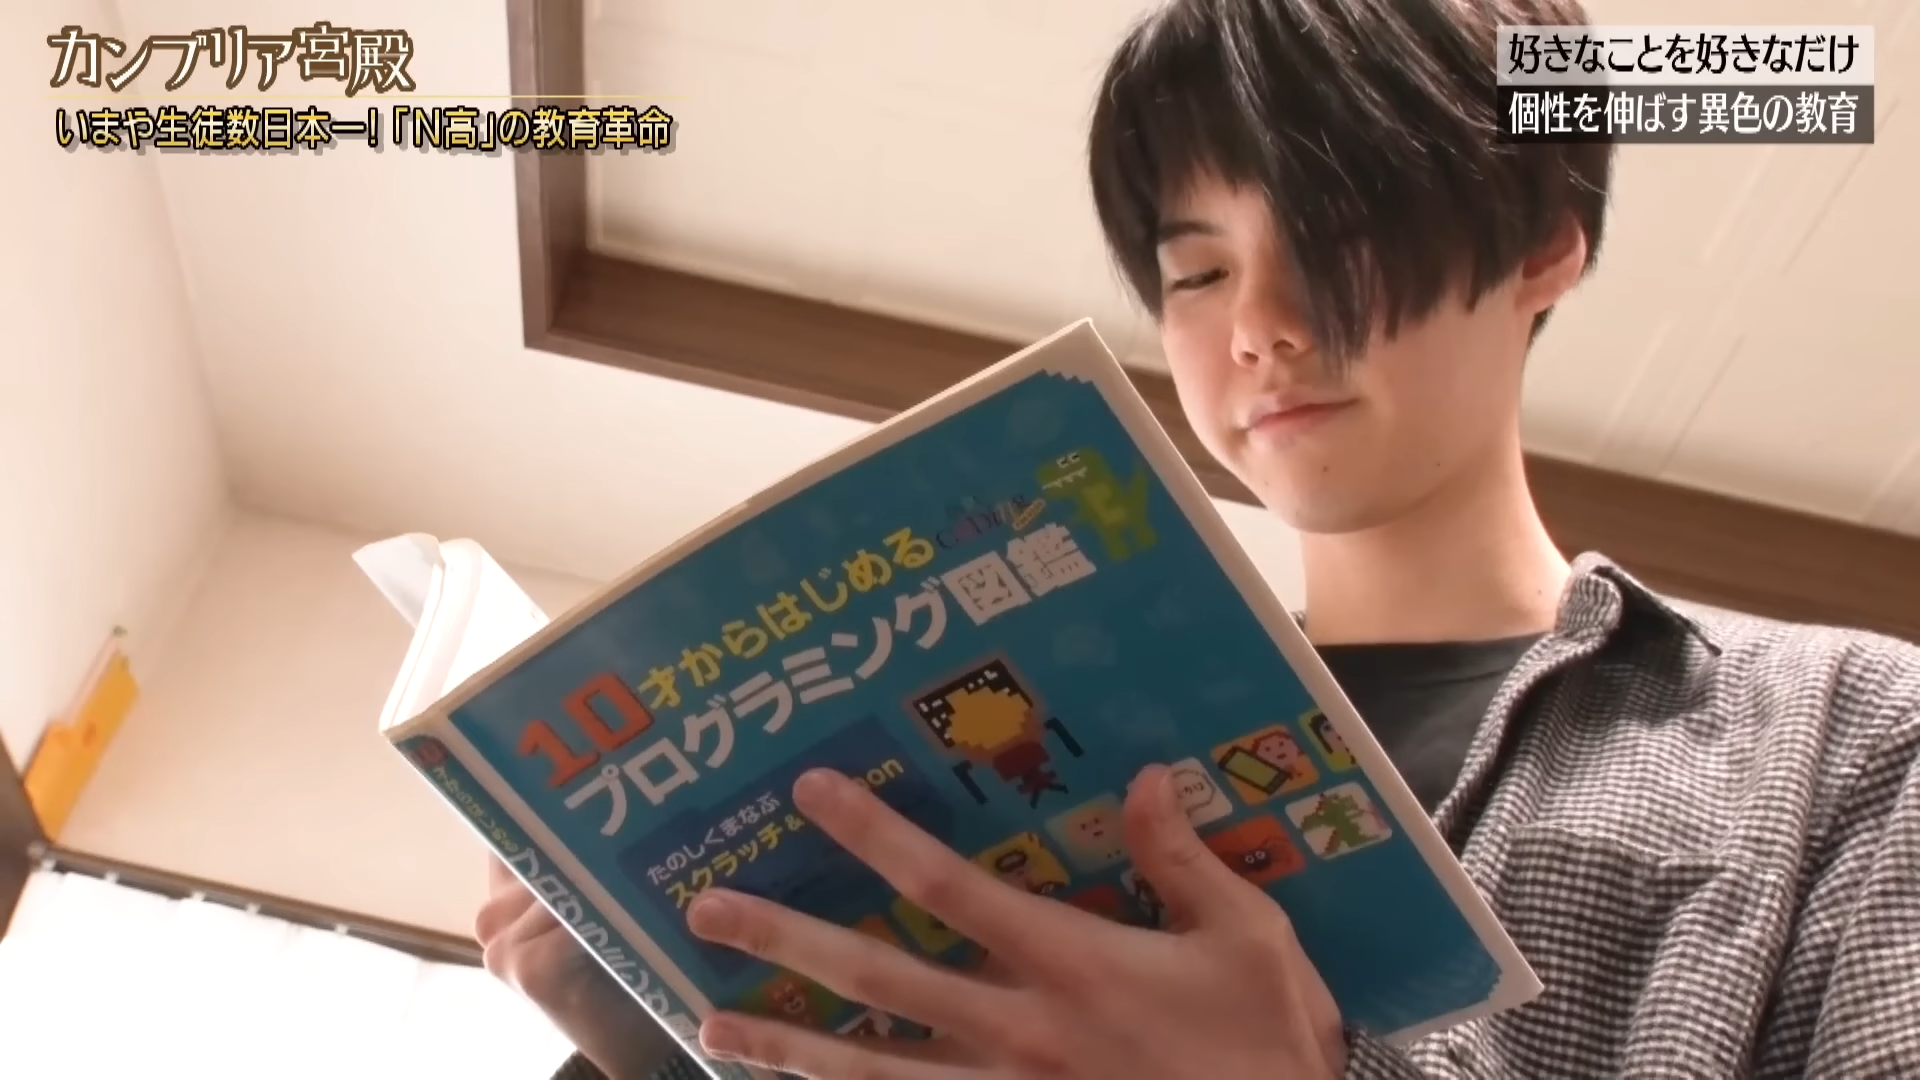 カンブリア宮殿
いまや生徒数日本一!「N高」の教育革命
好きなことを好きなだけ
個性を伸ばす異色の教育
10才からはじめる
プログラミング図鑑
たのしくまなぶ
スクラッチ&
on